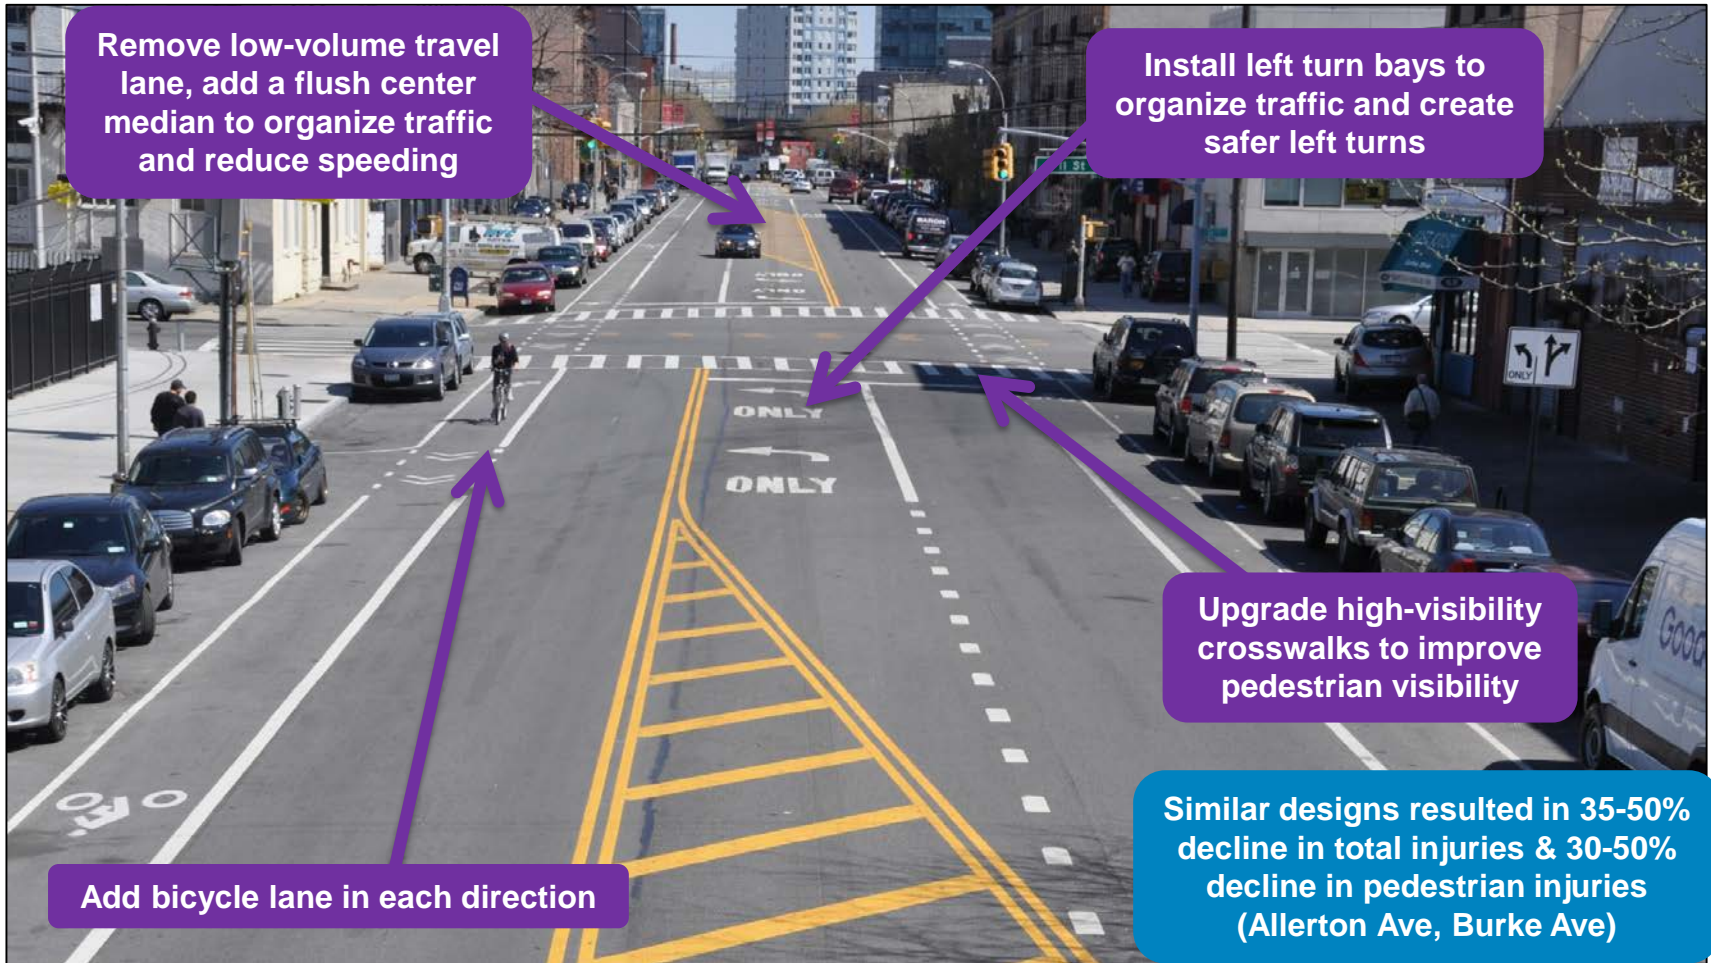 Remove low-volume travel
lane, add a flush center
median to organize traffic
and reduce speeding
Install left turn bays to
organize traffic and create
safer left turns
St
ONLY
ONLY
ONLY
Upgrade high-visibility
crosswalks to improve
pedestrian visibility
Similar designs resulted in 35-50%
decline in total injuries & 30-50%
decline in pedestrian injuries
(Allerton Ave, Burke Ave)
Add bicycle lane in each direction